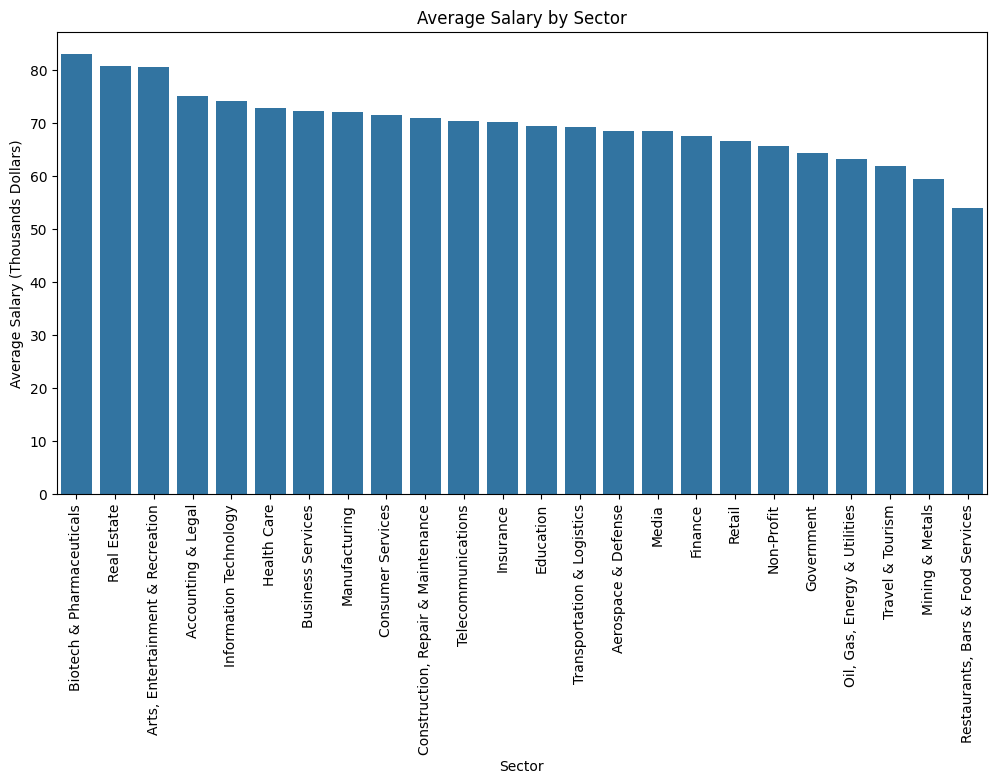 Average Salary by Sector
Average Salary (Thousands Dollars)
80
70
60
50
40
30
20
10
0
Biotech & Pharmaceuticals
Real Estate
Arts, Entertainment & Recreation
Accounting & Legal
Information Technology
Health Care
Business Services
Manufacturing
Consumer Services
Construction, Repair & Maintenance
Telecommunications
Insurance
Education
Transportation & Logistics
Aerospace & Defense
Media
Finance
Retail
Non-Profit
Government
Oil, Gas, Energy & Utilities
Travel & Tourism
Mining & Metals
Restaurants, Bars & Food Services
Sector